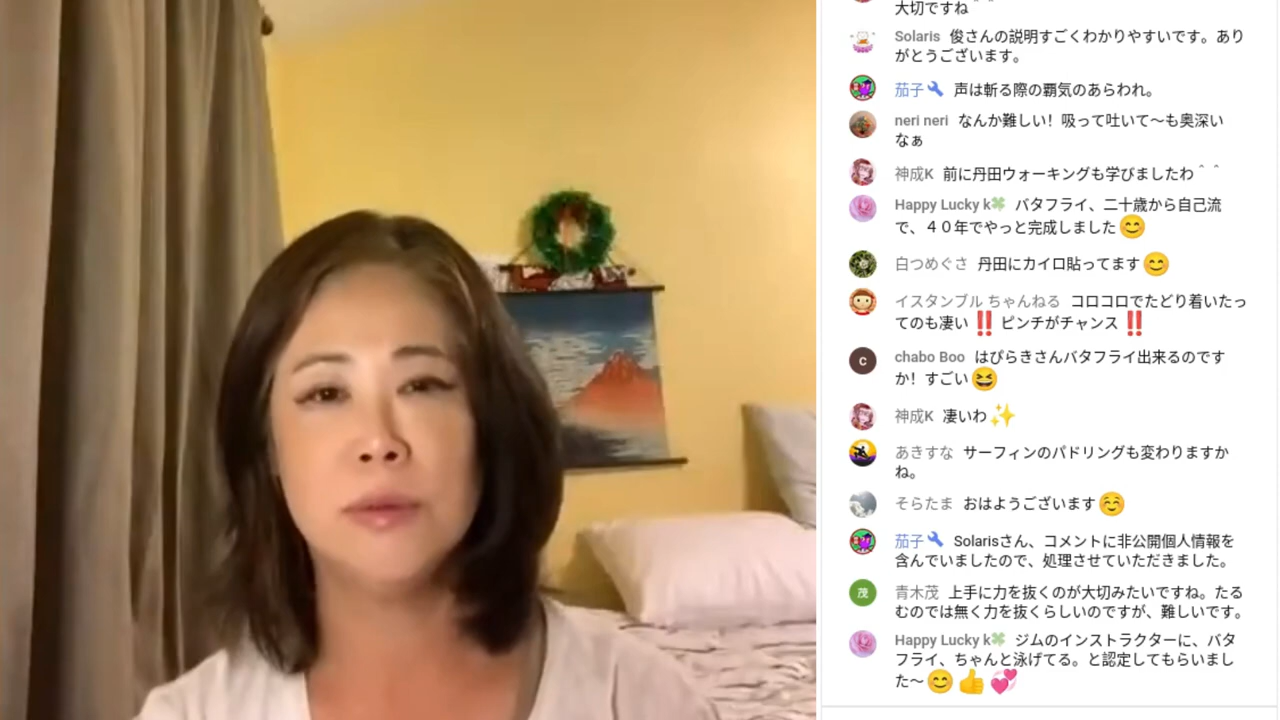 大切ですね＾＾
Solaris 俊さんの説明すごくわかりやすいです。あり
がとうございます。
茄子🔧 声は斬る際の覇気のあらわれ。
neri neri なんか難しい！吸って吐いて〜も奥深い
なぁ
神成K 前に丹田ウォーキングも学びましたわ＾＾
Happy Lucky k🍀 バタフライ、二十歳から自己流
で、４０年でやっと完成しました😊
白つめぐさ 丹田にカイロ貼ってます😊
イスタンブル ちゃんねる コロコロでたどり着いたっ
てのも凄い‼️ ピンチがチャンス‼️
C
chabo Boo はぴらきさんバタフライ出来るのです
か！すごい😆
神成K 凄いわ✨
あきすな サーフィンのパドリングも変わりますか
ね。
そらたま おはようございます☺️
茄子🔧 Solarisさん、コメントに非公開個人情報を
含んでいましたので、処理させていただきました。
茂
青木茂 上手に力を抜くのが大切みたいですね。たる
むのでは無く力を抜くらしいのですが、難しいです。
Happy Lucky k🍀 ジムのインストラクターに、バタ
フライ、ちゃんと泳げてる。と認定してもらいまし
た〜😊👍💞